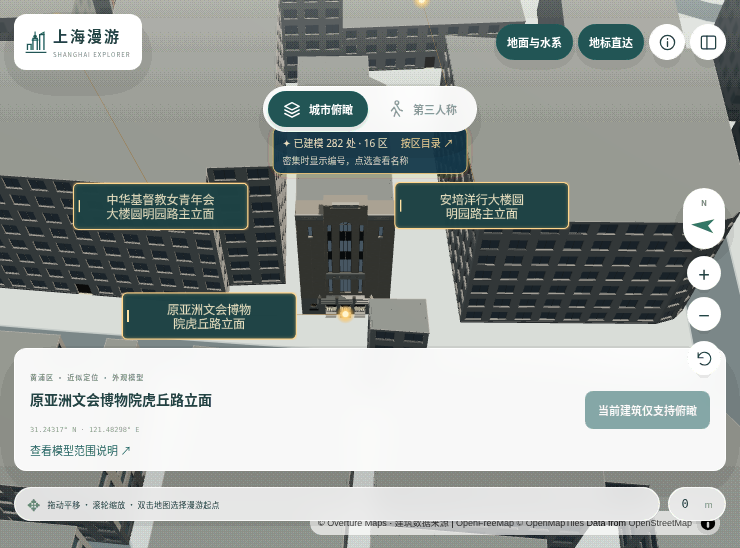 上海漫游
SHANGHAI EXPLORER
地面与水系
地标直达
城市俯瞰
第三人称
✦ 已建模 282 处 · 16 区 按区目录 ↗
密集时显示编号，点选查看名称
中华基督教女青年会
大楼圆明园路主立面
安培洋行大楼圆
明园路主立面
N
原亚洲文会博物
院虎丘路立面
+
−
黄浦区 · 近似定位 · 外观模型
原亚洲文会博物院虎丘路立面
当前建筑仅支持俯瞰
31.24317° N · 121.48298° E
查看模型范围说明 ↗
拖动平移 · 滚轮缩放 · 双击地图选择漫游起点
0 m
© Overture Maps · 建筑数据来源 | OpenFreeMap © OpenMapTiles Data from OpenStreetMap